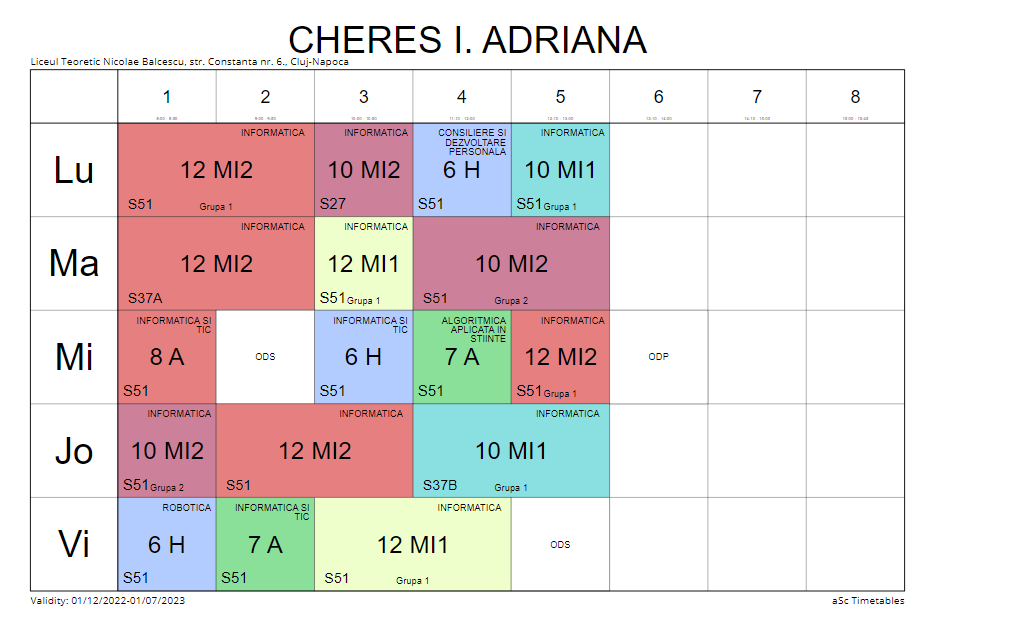 CHERES I. ADRIANA
Liceul Teoretic Nicolae Balcescu, str. Constanta nr. 6., Cluj-Napoca
1 2 3 4 5 6 7 8
Lu
INFORMATICA
12 MI2
S51 Grupa 1
INFORMATICA
10 MI2
S27
CONSILIERE SI
DEZVOLTARE
PERSONALA
6 H
S51
INFORMATICA
10 MI1
S51 Grupa 1
Ma
INFORMATICA
12 MI2
S37A
INFORMATICA
12 MI1
S51 Grupa 1
INFORMATICA
10 MI2
S51 Grupa 2
Mi
INFORMATICA SI
TIC
8 A
S51
ODS
INFORMATICA SI
TIC
6 H
S51
ALGORITMICA
APLICATA IN
STIINTE
7 A
S51
INFORMATICA
12 MI2
S51 Grupa 1
ODP
Jo
INFORMATICA
10 MI2
S51 Grupa 2
INFORMATICA
12 MI2
S51
INFORMATICA
10 MI1
S37B Grupa 1
Vi
ROBOTICA
6 H
S51
INFORMATICA SI
TIC
7 A
S51
INFORMATICA
12 MI1
S51 Grupa 1
ODS
Validity: 01/12/2022-01/07/2023
aSc Timetables